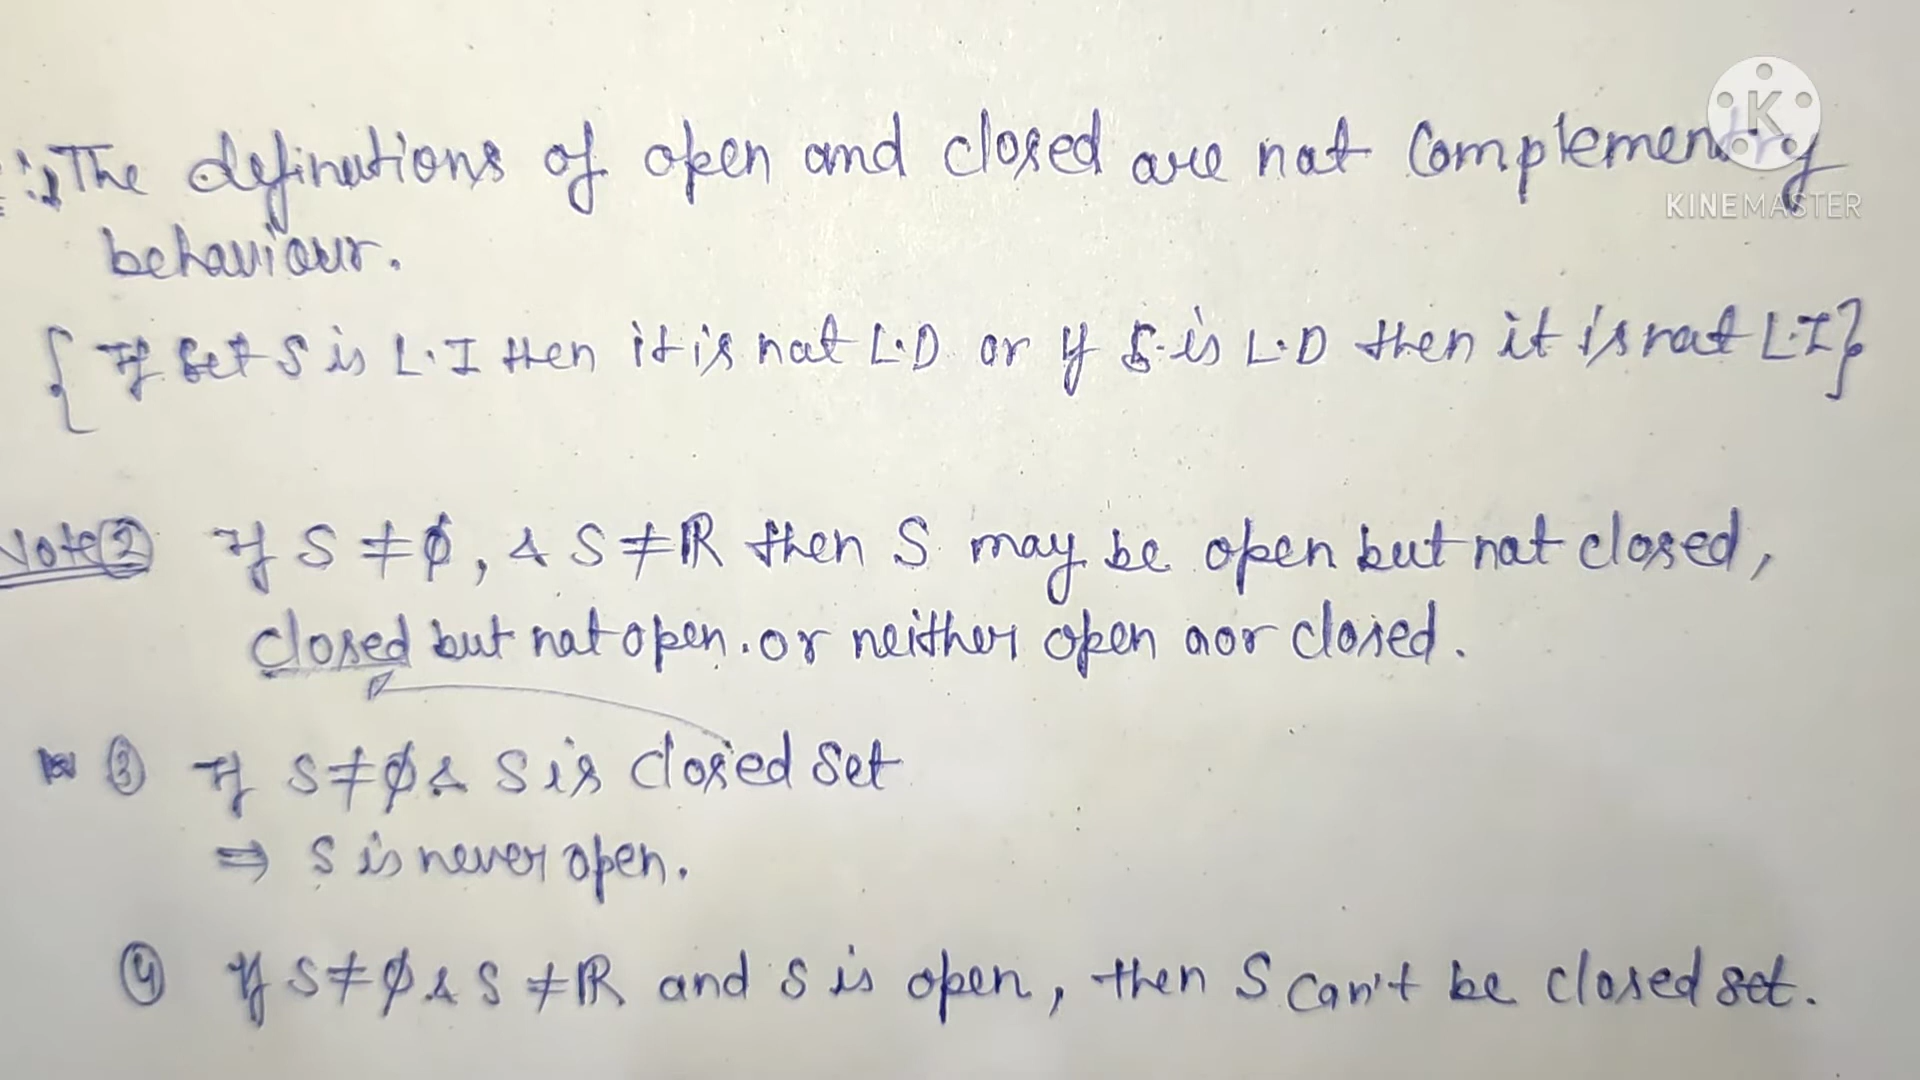 The definitions of open and closed are not Complementry
KINEMASTER
behaviour.
{If Set S is L.I then it is not L.D or if S is L.D then it is not L.I}
Note ② If S ≠ ϕ, & S ≠ ℝ then S may be open but not closed,
closed but not open. or neither open nor closed.
③ If S ≠ ϕ & S is closed Set
⇒ S is never open.
④ If S ≠ ϕ & S ≠ ℝ and S is open, then S can't be closed set.